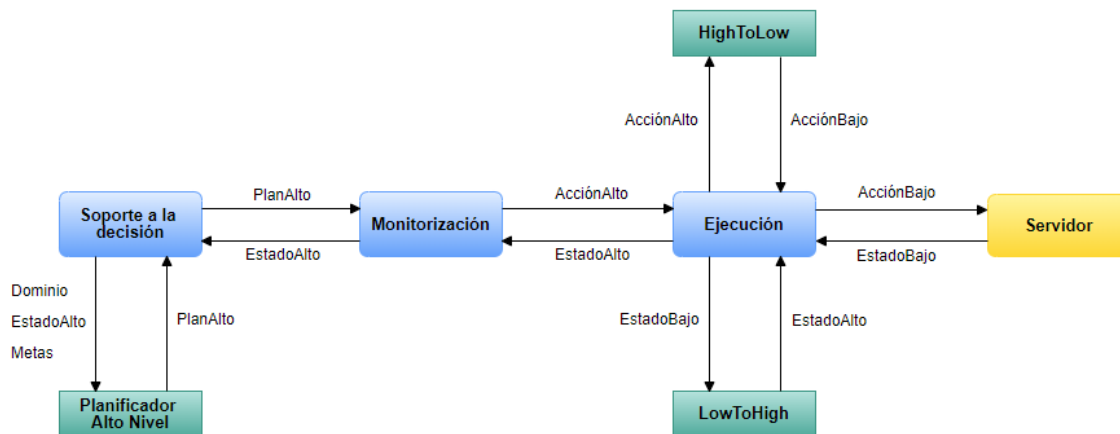 HighToLow
AcciónAlto
AcciónBajo
Soporte a la
decisión
PlanAlto
EstadoAlto
Monitorización
AcciónAlto
EstadoAlto
Ejecución
AcciónBajo
EstadoBajo
Servidor
Dominio
EstadoAlto
Metas
PlanAlto
EstadoBajo
EstadoAlto
Planificador
Alto Nivel
LowToHigh